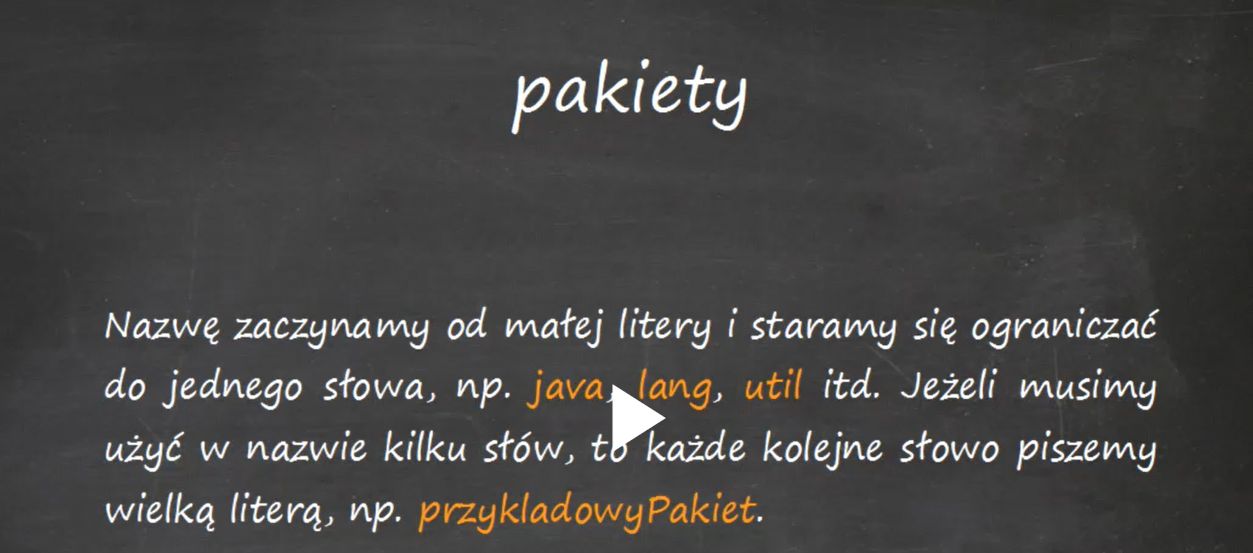 pakiety
Nazwę zaczynamy od małej litery i staramy się ograniczać
do jednego słowa, np. java, lang, util itd. Jeżeli musimy
użyć w nazwie kilku słów, to każde kolejne słowo piszemy
wielką literą, np. przykladowyPakiet.